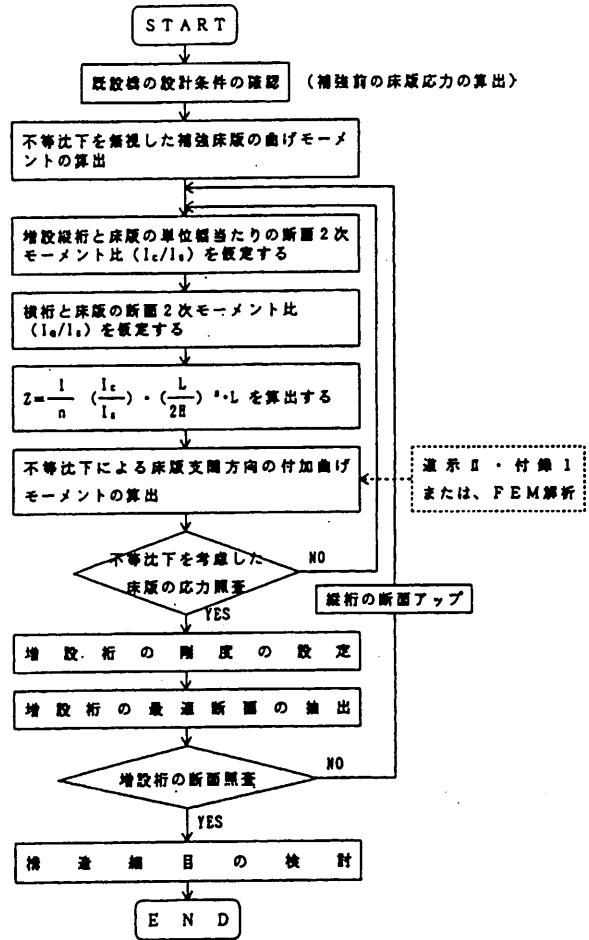 START
既設橋の設計条件の確認 (補強前の床版応力の算出)
不等沈下を無視した補強床版の曲げモーメ
ントの算出
増設縦桁と床版の単位幅当たりの断面2次
モーメント比(Ic/Is)を仮定する
横桁と床版の断面2次モーメント比
(IQ/Is)を仮定する
Z=1/n (Ic/Is)・(L/2H)³・L を算出する
不等沈下による床版支間方向の付加曲げ
モーメントの算出
道示Ⅱ・付録1
または、FEM解析
不等沈下を考慮した
床版の応力照査
NO
YES
縦桁の断面アップ
増設桁の剛度の設定
増設桁の最適断面の抽出
増設桁の断面照査
NO
YES
構造細目の検討
END